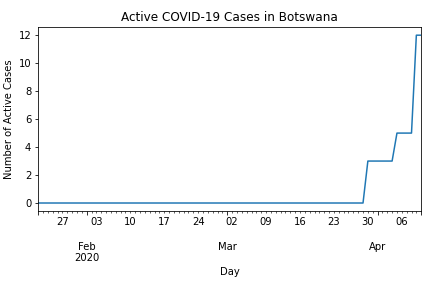 Active COVID-19 Cases in Botswana
12
10
8
6
4
2
0
Number of Active Cases
27 03 10 17 24 02 09 16 23 30 06
Feb Mar Apr
2020
Day